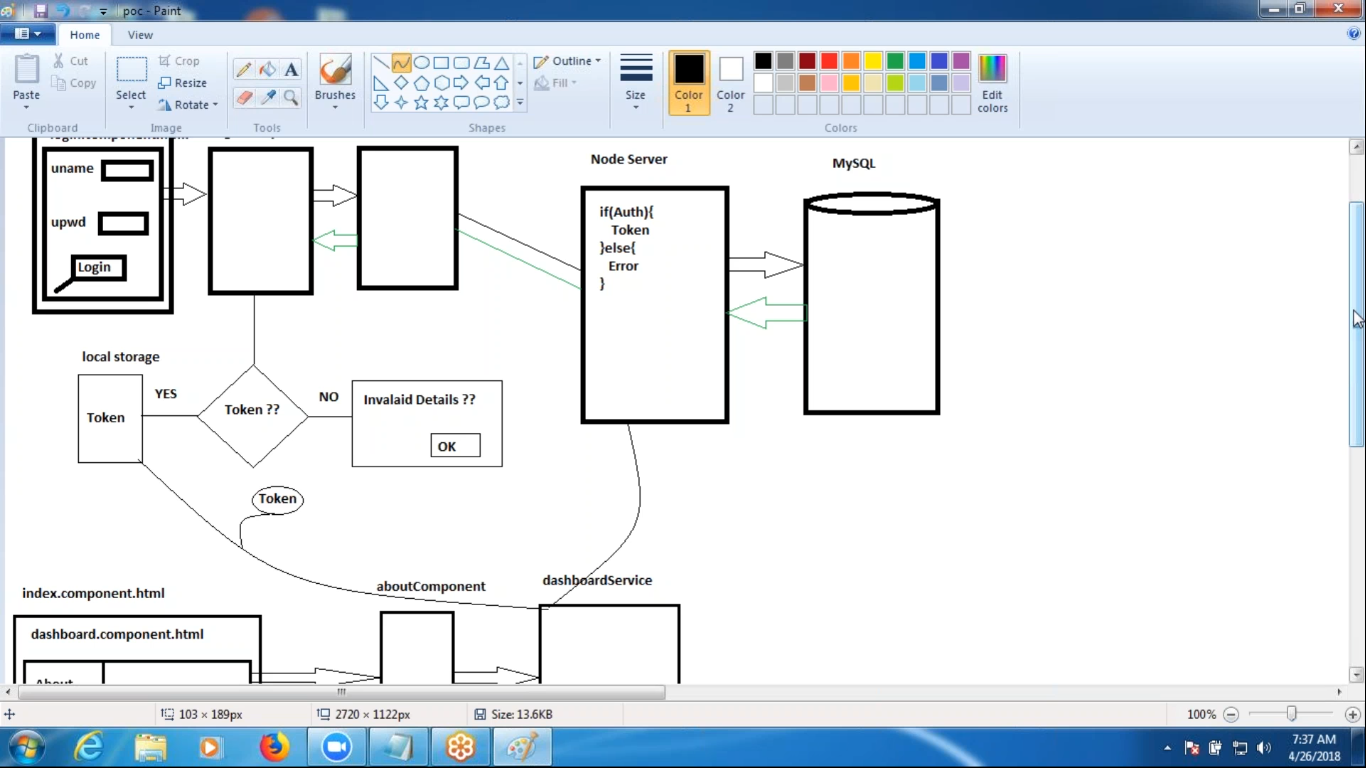 poc - Paint
Home
View
Paste
Cut
Copy
Clipboard
Select
Crop
Resize
Rotate
Image
A
Tools
Brushes
Shapes
Outline
Fill
Size
Color
1
Color
2
Edit
colors
Colors
uname
upwd
Login
Node Server
if(Auth){
Token
}else{
Error
}
MySQL
local storage
Token
YES
Token ??
NO
Invalaid Details ??
OK
Token
index.component.html
dashboard.component.html
About
aboutComponent
dashboardService
103 × 189px
2720 × 1122px
Size: 13.6KB
100%
7:37 AM
4/26/2018